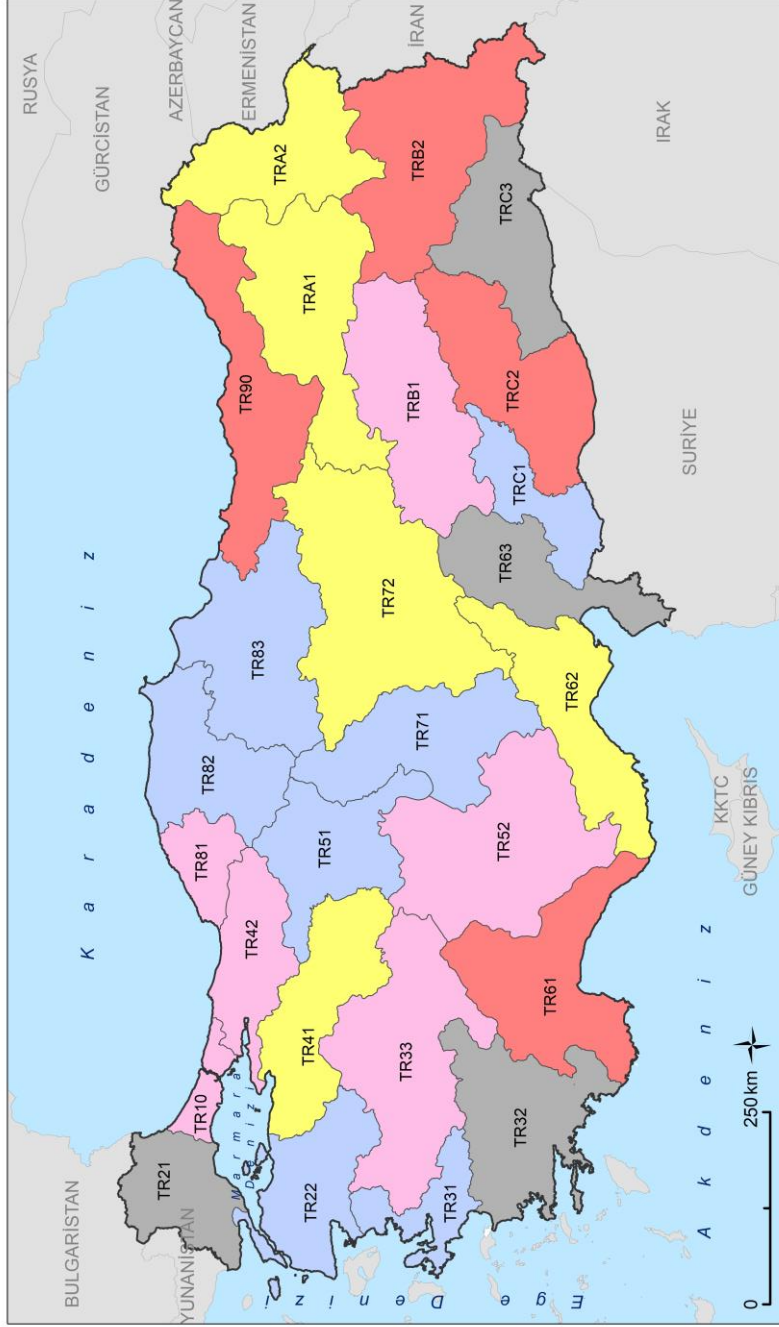 BULGARİSTAN
YUNANİSTAN
K a r a d e n i z
RUSYA
GÜRCİSTAN
AZERBAYCAN
ERMENİSTAN
İRAN
IRAK
SURİYE
KKTC
GÜNEY KIBRIS
A k d e n i z
E g e D e n i z i
Marmara
Denizi
TR21
TR10
TR22
TR41
TR42
TR81
TR82
TR83
TR90
TRA1
TRA2
TR31
TR33
TR51
TR71
TR72
TRB1
TRB2
TR32
TR61
TR52
TR62
TR63
TRC1
TRC2
TRC3
0 250 km